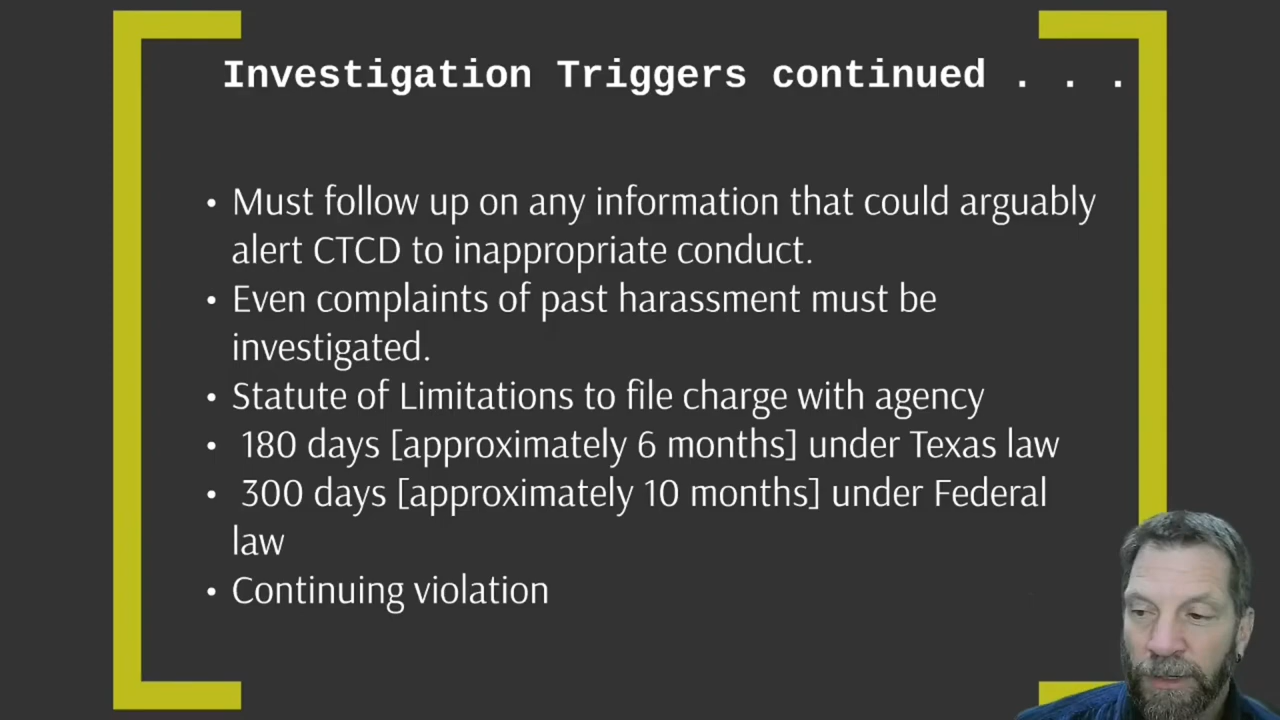 Investigation Triggers continued . . .
• Must follow up on any information that could arguably
alert CTCD to inappropriate conduct.
• Even complaints of past harassment must be
investigated.
• Statute of Limitations to file charge with agency
• 180 days [approximately 6 months] under Texas law
• 300 days [approximately 10 months] under Federal
law
• Continuing violation